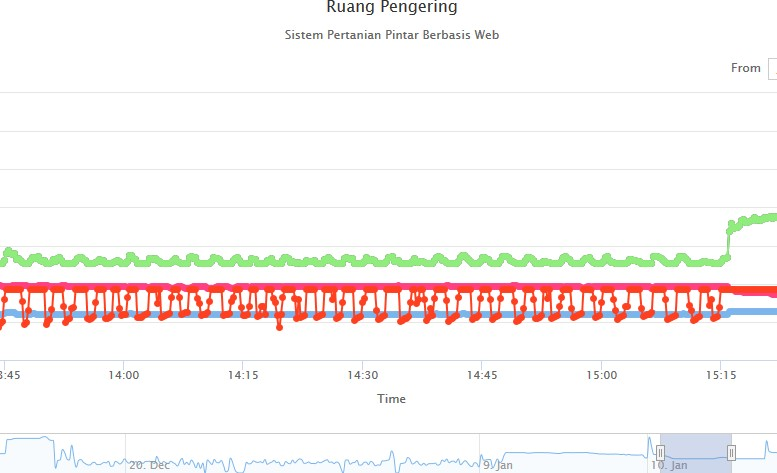 Ruang Pengering
Sistem Pertanian Pintar Berbasis Web
From
:45 14:00 14:15 14:30 14:45 15:00 15:15
Time
20. Dec 9. Jan 10. Jan